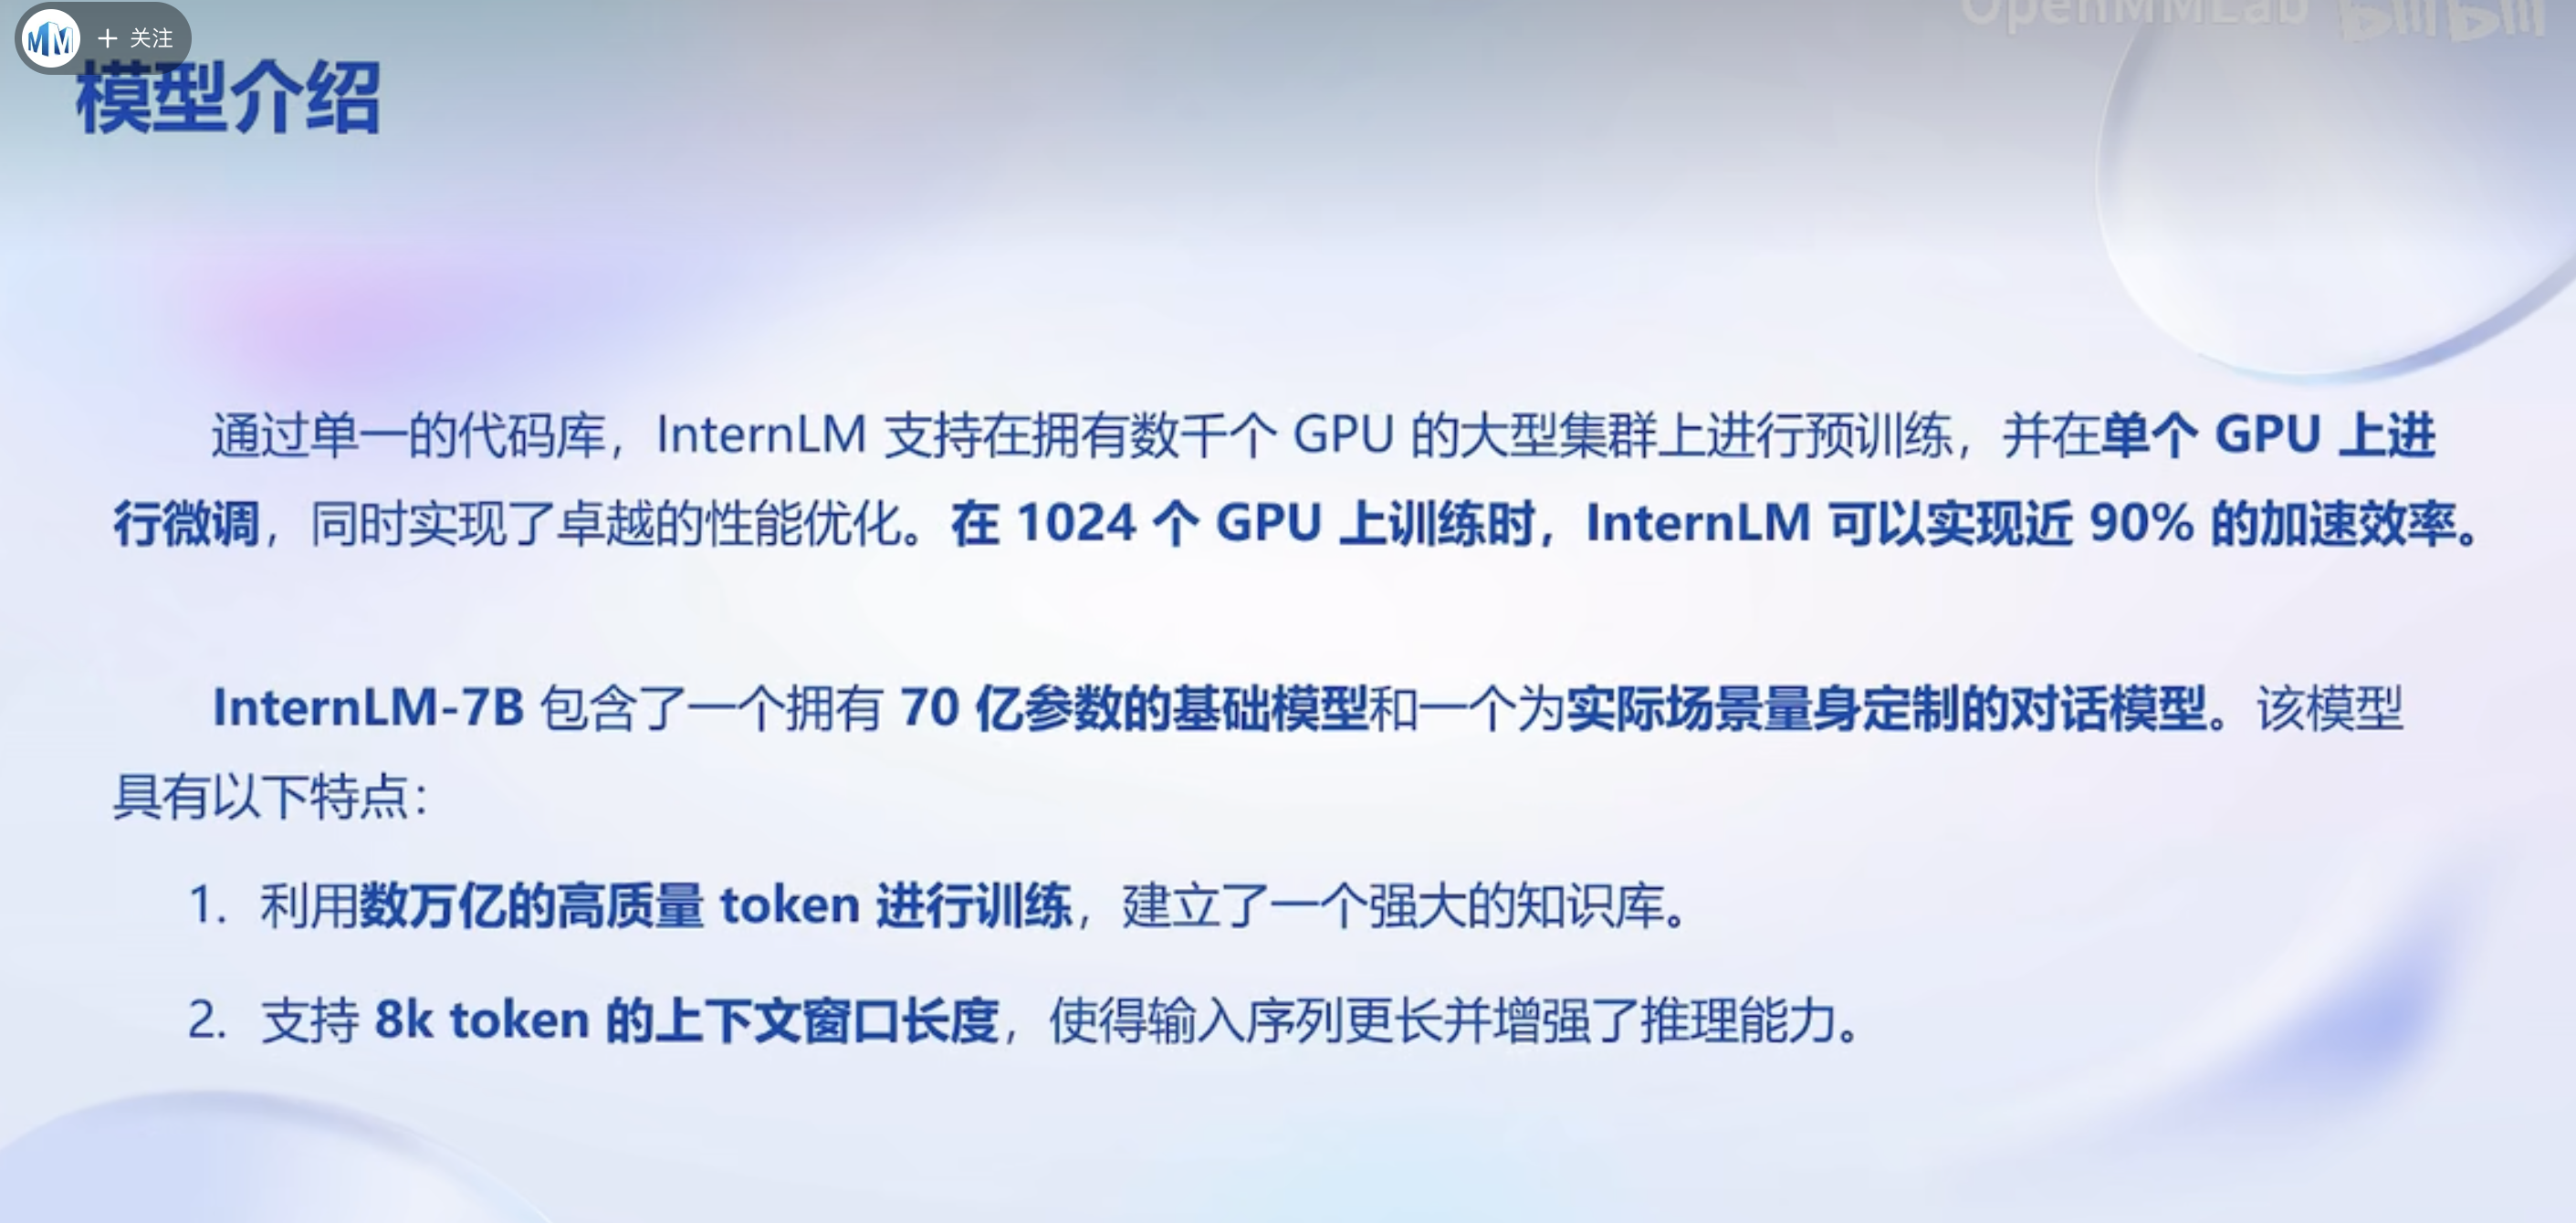 + 关注
OpenMMLab bilibili
模型介绍
通过单一的代码库，InternLM 支持在拥有数千个 GPU 的大型集群上进行预训练，并在单个 GPU 上进
行微调，同时实现了卓越的性能优化。在 1024 个 GPU 上训练时，InternLM 可以实现近 90% 的加速效率。
InternLM-7B 包含了一个拥有 70 亿参数的基础模型和一个为实际场景量身定制的对话模型。该模型
具有以下特点：
1. 利用数万亿的高质量 token 进行训练，建立了一个强大的知识库。
2. 支持 8k token 的上下文窗口长度，使得输入序列更长并增强了推理能力。